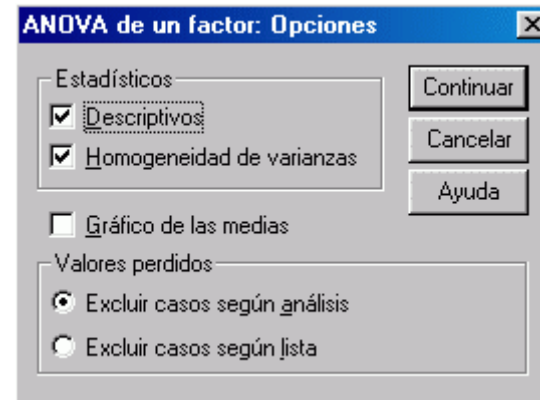 ANOVA de un factor: Opciones
Estadísticos
Descriptivos
Homogeneidad de varianzas
Gráfico de las medias
Valores perdidos
Excluir casos según análisis
Excluir casos según lista
Continuar
Cancelar
Ayuda